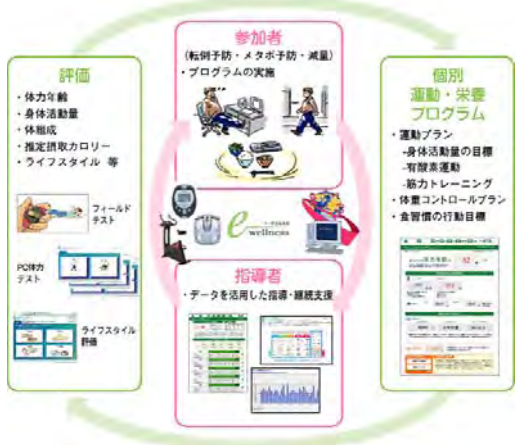 参加者
(転倒予防・メタボ予防・減量)
・プログラムの実施
評価
・体力年齢
・身体活動量
・体組成
・推定摂取カロリー
・ライフスタイル 等
フィールド
テスト
PC体力
テスト
ライフスタイル
評価
e
wellness
指導者
・データを活用した指導・継続支援
個別
運動・栄養
プログラム
・運動プラン
-身体活動量の目標
-有酸素運動
-筋力トレーニング
・体重コントロールプラン
・食習慣の行動目標